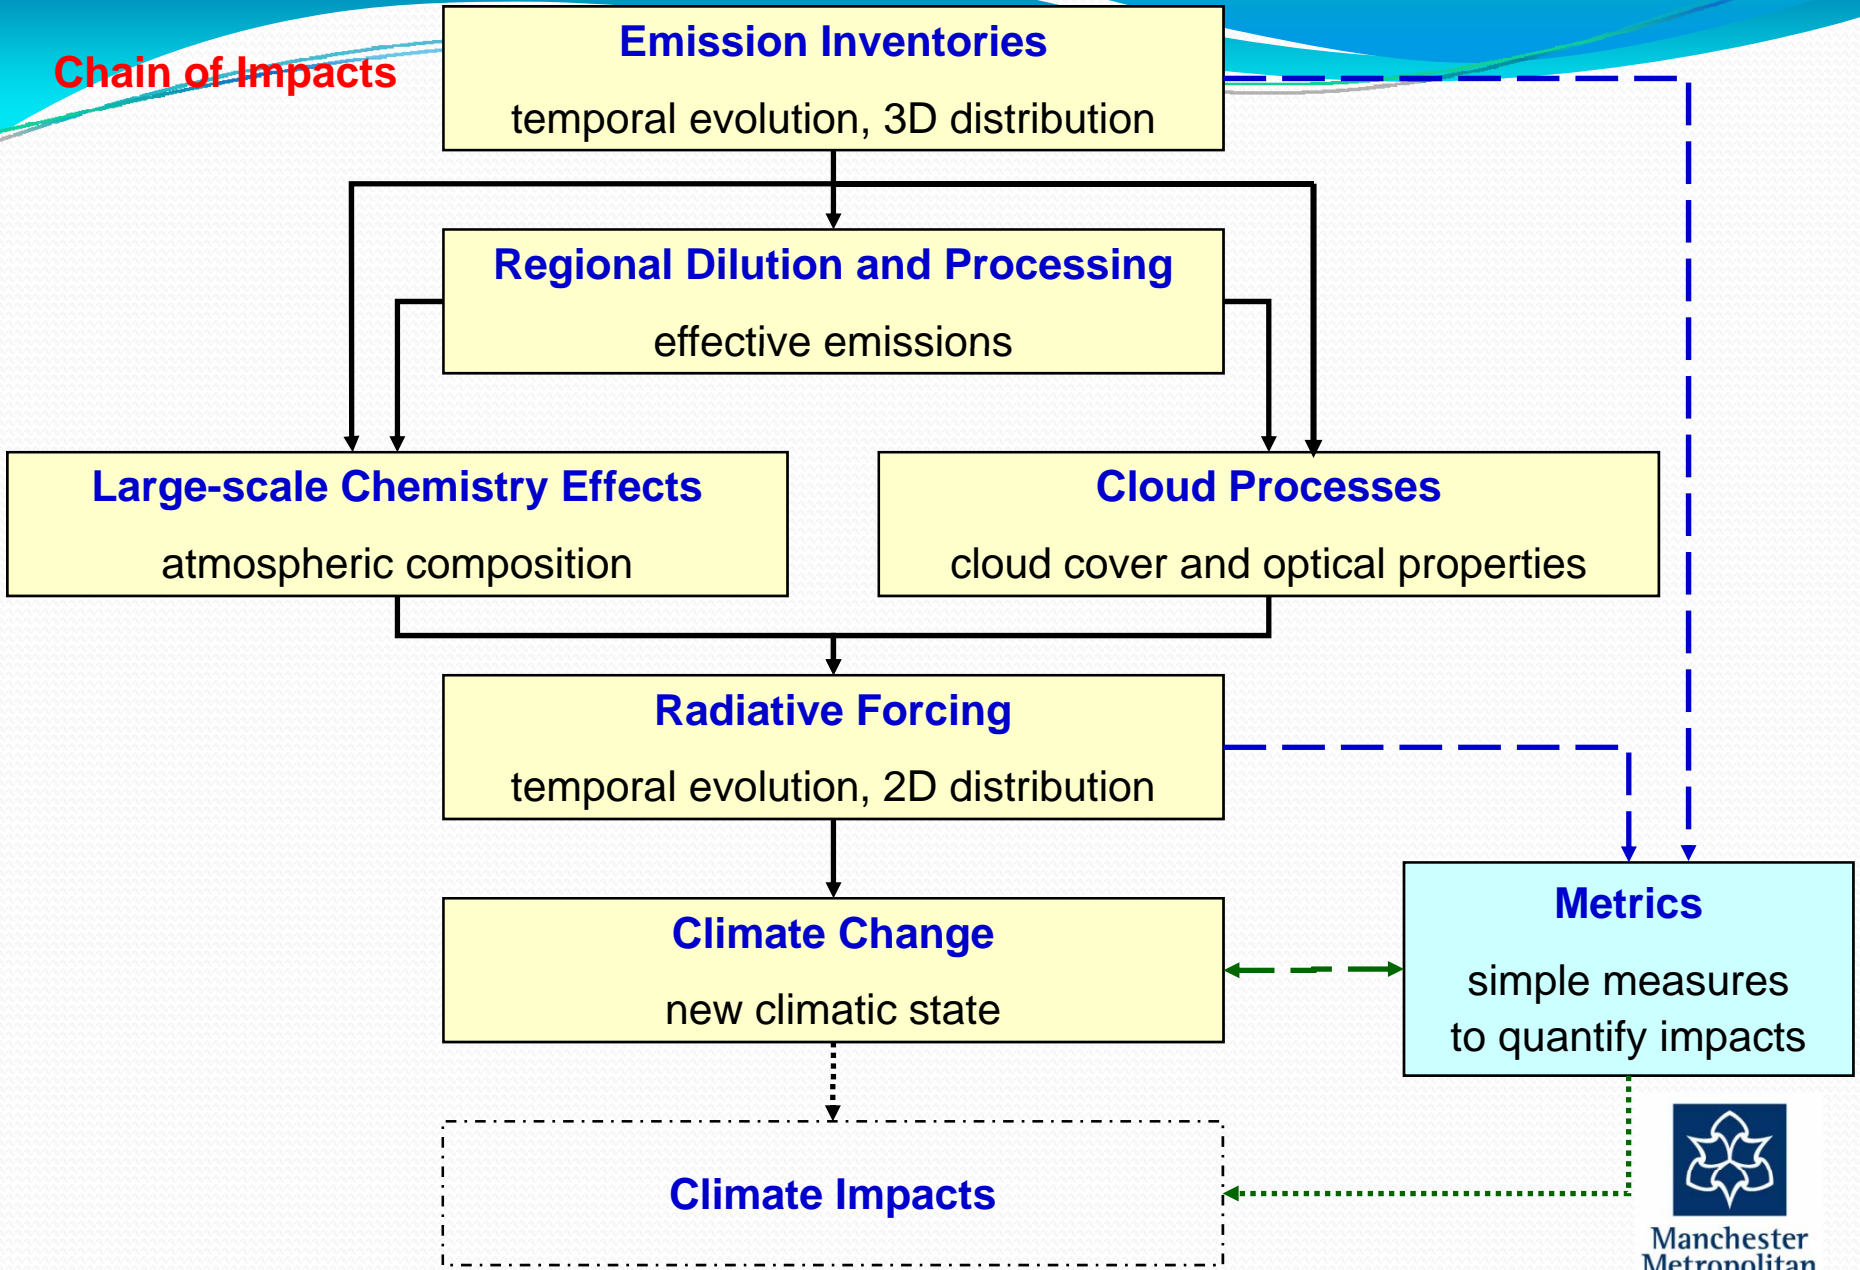 Chain of Impacts
Emission Inventories
temporal evolution, 3D distribution
Regional Dilution and Processing
effective emissions
Large-scale Chemistry Effects
atmospheric composition
Cloud Processes
cloud cover and optical properties
Radiative Forcing
temporal evolution, 2D distribution
Climate Change
new climatic state
Metrics
simple measures
to quantify impacts
Climate Impacts
Manchester
Metropolitan